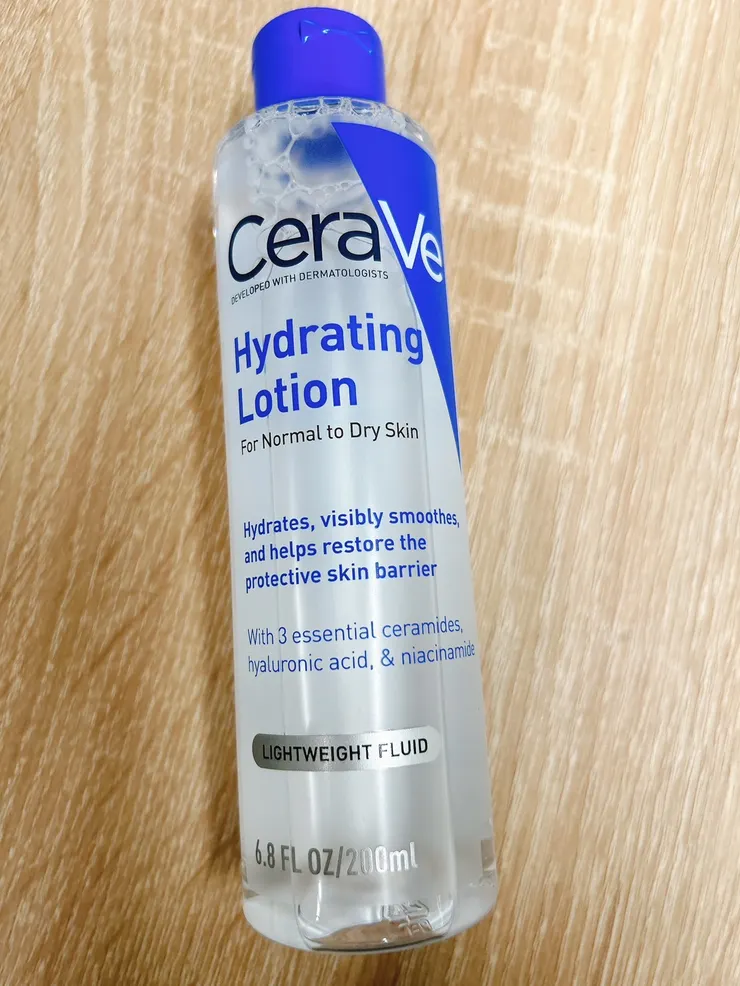 CeraVe
DEVELOPED WITH DERMATOLOGISTS
Hydrating
Lotion
For Normal to Dry Skin
Hydrates, visibly smoothes,
and helps restore the
protective skin barrier
With 3 essential ceramides,
hyaluronic acid, & niacinamide
LIGHTWEIGHT FLUID
6.8 FL OZ/200ml